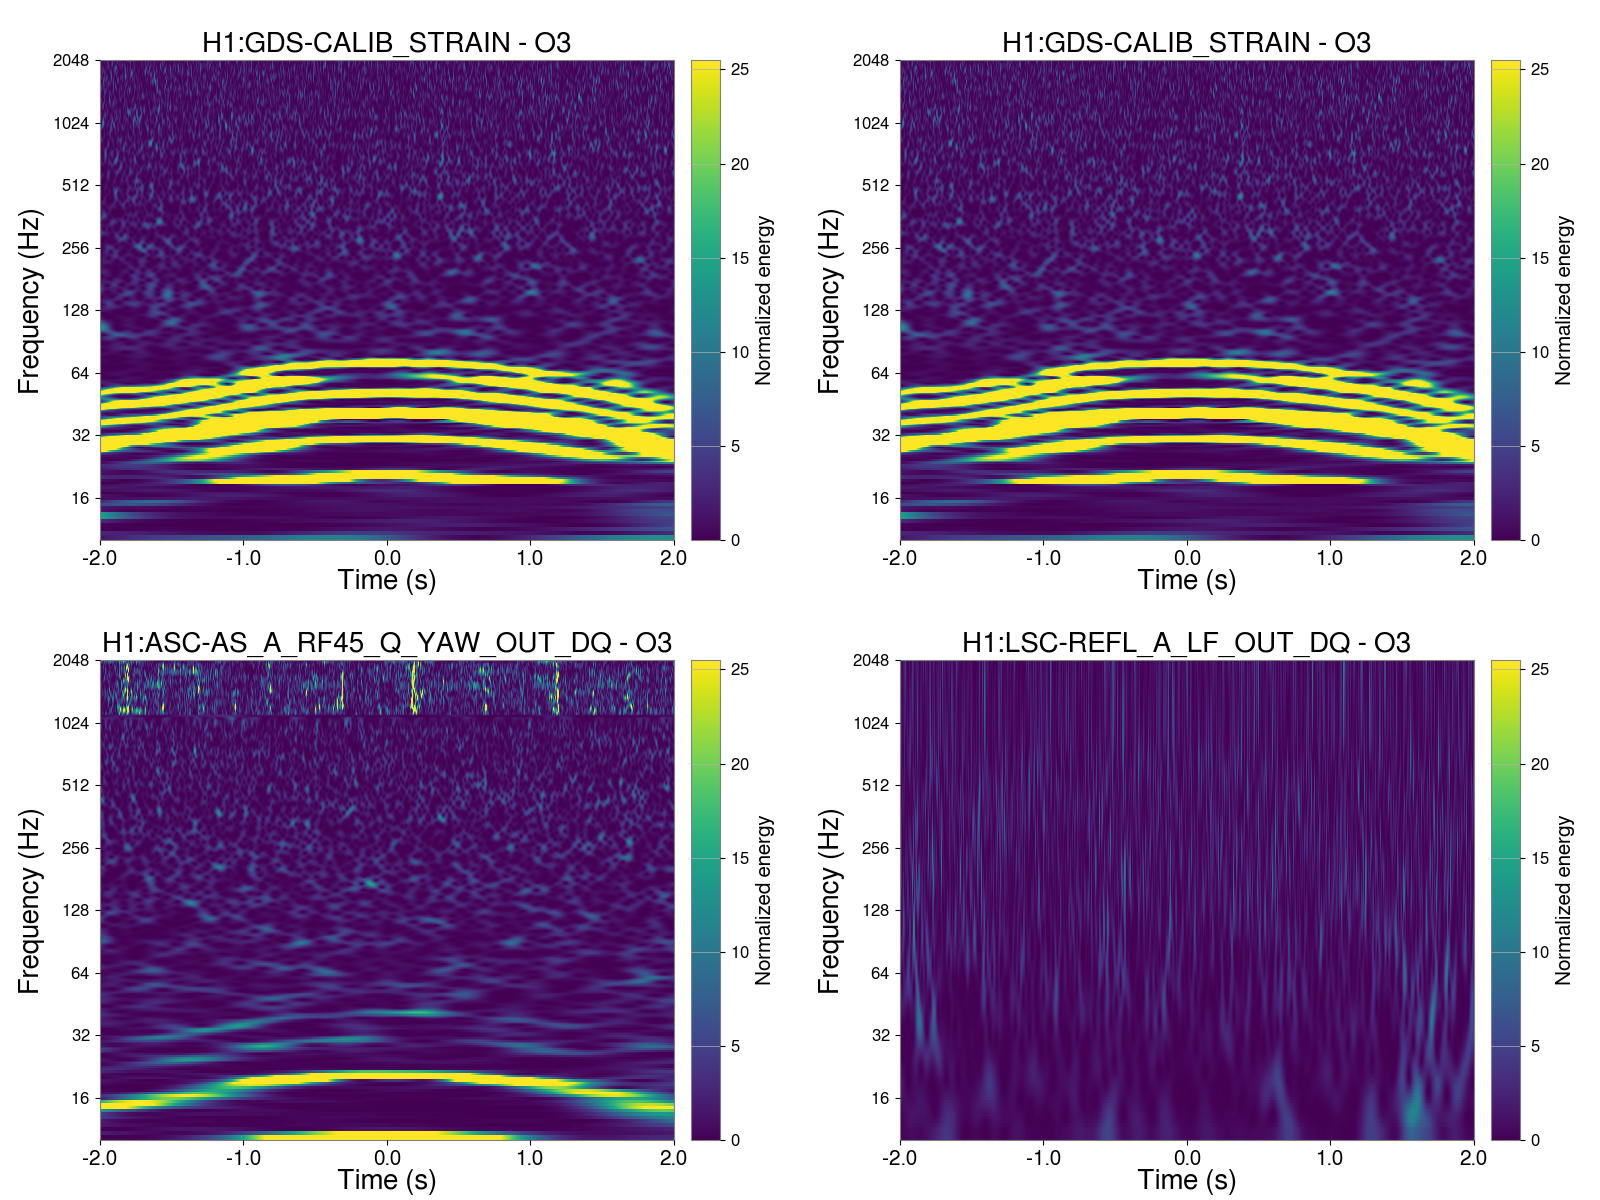 H1:GDS-CALIB_STRAIN - O3
2048
1024
512
256
128
64
32
16
Frequency (Hz)
-2.0 -1.0 0.0 1.0 2.0
Time (s)
25
20
15
10
5
0
Normalized energy
H1:GDS-CALIB_STRAIN - O3
2048
1024
512
256
128
64
32
16
Frequency (Hz)
-2.0 -1.0 0.0 1.0 2.0
Time (s)
25
20
15
10
5
0
Normalized energy
H1:ASC-AS_A_RF45_Q_YAW_OUT_DQ - O3
2048
1024
512
256
128
64
32
16
Frequency (Hz)
-2.0 -1.0 0.0 1.0 2.0
Time (s)
25
20
15
10
5
0
Normalized energy
H1:LSC-REFL_A_LF_OUT_DQ - O3
2048
1024
512
256
128
64
32
16
Frequency (Hz)
-2.0 -1.0 0.0 1.0 2.0
Time (s)
25
20
15
10
5
0
Normalized energy